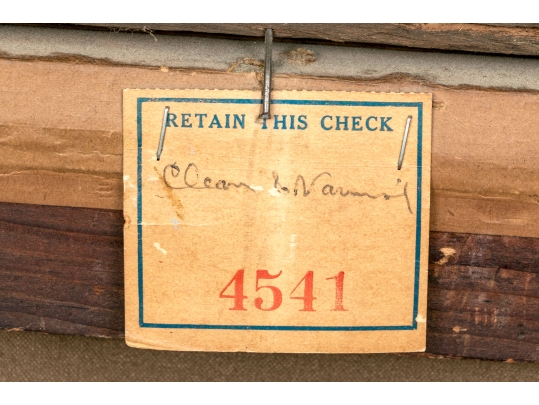 RETAIN THIS CHECK
Clean & Varnish
4541